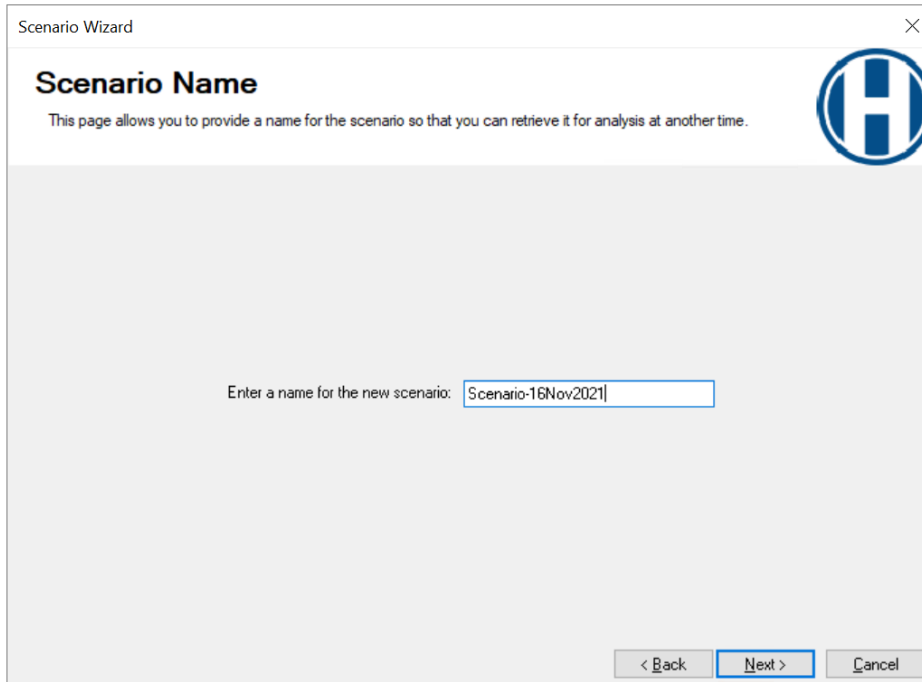 Scenario Wizard
Scenario Name
This page allows you to provide a name for the scenario so that you can retrieve it for analysis at another time.
Enter a name for the new scenario: Scenario-16Nov2021
< Back Next > Cancel